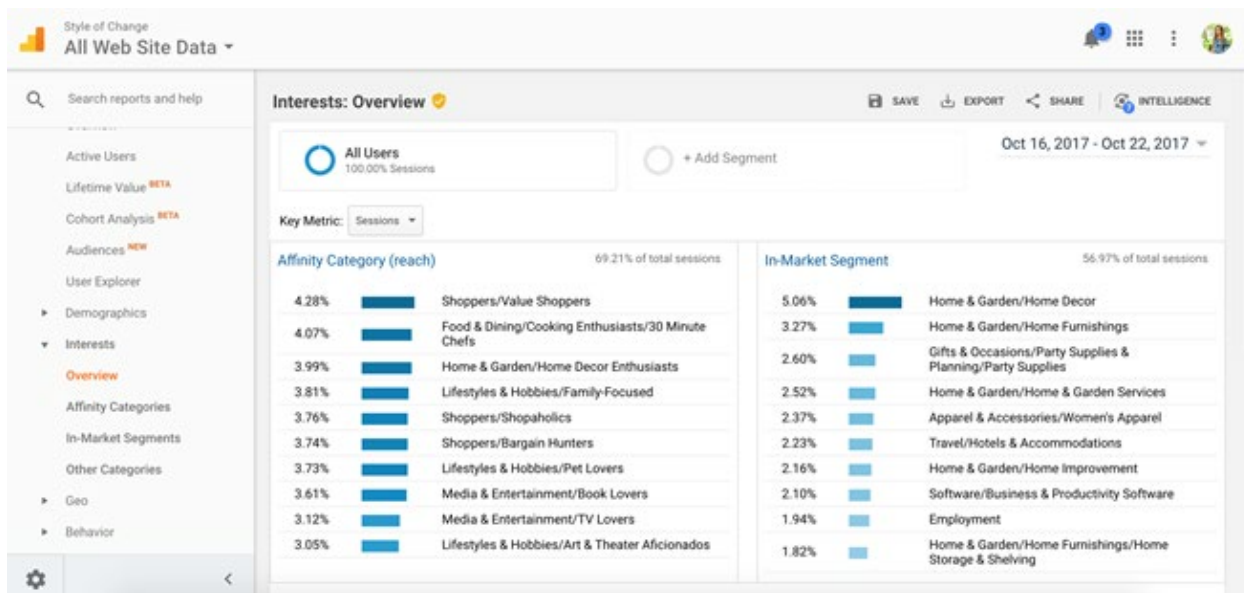 Style of Change
All Web Site Data
3
Search reports and help
Active Users
Lifetime Value BETA
Cohort Analysis BETA
Audiences NEW
User Explorer
Demographics
Interests
Overview
Affinity Categories
In-Market Segments
Other Categories
Geo
Behavior
Interests: Overview
SAVE
EXPORT
SHARE
INTELLIGENCE
All Users
100.00% Sessions
+ Add Segment
Oct 16, 2017 - Oct 22, 2017
Key Metric: Sessions
Affinity Category (reach) 69.21% of total sessions
4.28% Shoppers/Value Shoppers
4.07% Food & Dining/Cooking Enthusiasts/30 Minute
Chefs
3.99% Home & Garden/Home Decor Enthusiasts
3.81% Lifestyles & Hobbies/Family-Focused
3.76% Shoppers/Shopaholics
3.74% Shoppers/Bargain Hunters
3.73% Lifestyles & Hobbies/Pet Lovers
3.61% Media & Entertainment/Book Lovers
3.12% Media & Entertainment/TV Lovers
3.05% Lifestyles & Hobbies/Art & Theater Aficionados
In-Market Segment 56.97% of total sessions
5.06% Home & Garden/Home Decor
3.27% Home & Garden/Home Furnishings
2.60% Gifts & Occasions/Party Supplies &
Planning/Party Supplies
2.52% Home & Garden/Home & Garden Services
2.37% Apparel & Accessories/Women's Apparel
2.23% Travel/Hotels & Accommodations
2.16% Home & Garden/Home Improvement
2.10% Software/Business & Productivity Software
1.94% Employment
1.82% Home & Garden/Home Furnishings/Home
Storage & Shelving